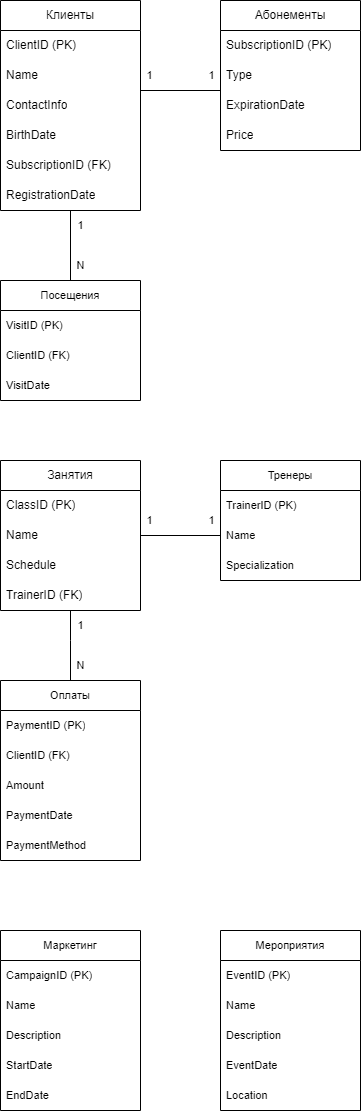 Клиенты
ClientID (PK)
Name
ContactInfo
BirthDate
SubscriptionID (FK)
RegistrationDate
1
1
Абонементы
SubscriptionID (PK)
Type
ExpirationDate
Price
1
N
Посещения
VisitID (PK)
ClientID (FK)
VisitDate
Занятия
ClassID (PK)
Name
Schedule
TrainerID (FK)
1
1
Тренеры
TrainerID (PK)
Name
Specialization
1
N
Оплаты
PaymentID (PK)
ClientID (FK)
Amount
PaymentDate
PaymentMethod
Маркетинг
CampaignID (PK)
Name
Description
StartDate
EndDate
Мероприятия
EventID (PK)
Name
Description
EventDate
Location